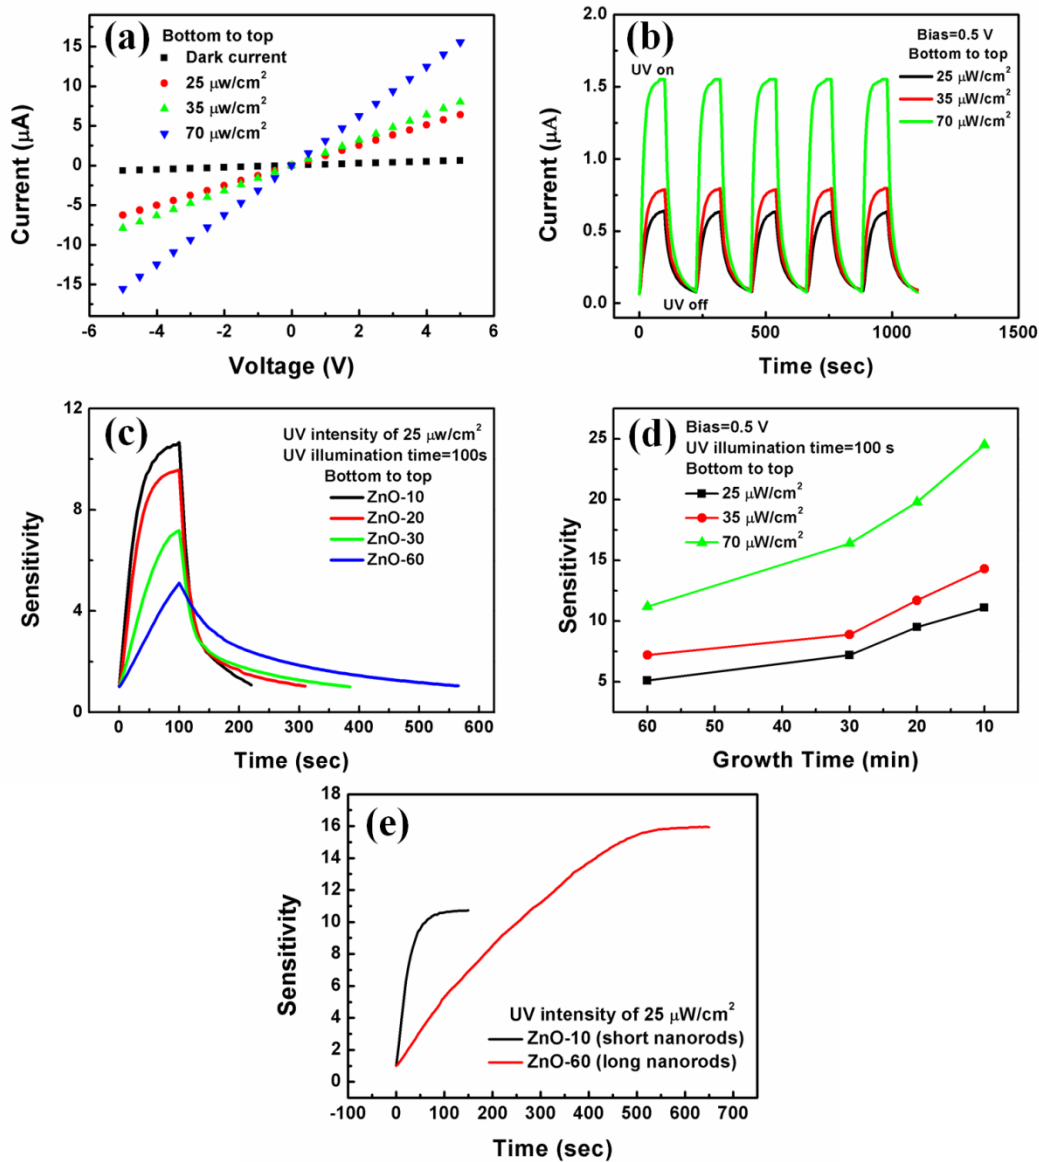 (a)
Bottom to top
Dark current
25 μw/cm²
35 μw/cm²
70 μw/cm²
15
10
5
0
-5
-10
-15
-6 -4 -2 0 2 4 6
Current (μA)
Voltage (V)
(b)
Bias=0.5 V
Bottom to top
25 μW/cm²
35 μW/cm²
70 μW/cm²
UV on
UV off
2.0
1.5
1.0
0.5
0.0
0 500 1000 1500
Current (μA)
Time (sec)
(c)
UV intensity of 25 μw/cm²
UV illumination time=100s
Bottom to top
ZnO-10
ZnO-20
ZnO-30
ZnO-60
12
8
4
0
0 100 200 300 400 500 600
Sensitivity
Time (sec)
(d)
Bias=0.5 V
UV illumination time=100 s
Bottom to top
25 μW/cm²
35 μW/cm²
70 μW/cm²
25
20
15
10
5
60 50 40 30 20 10
Sensitivity
Growth Time (min)
(e)
UV intensity of 25 μW/cm²
ZnO-10 (short nanorods)
ZnO-60 (long nanorods)
18
16
14
12
10
8
6
4
2
0
-100 0 100 200 300 400 500 600 700
Sensitivity
Time (sec)